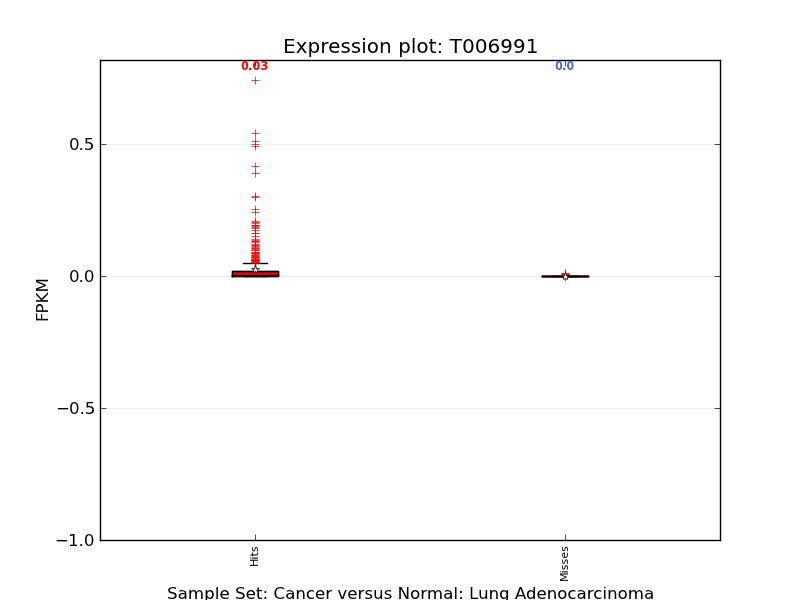 Expression plot: T006991
0.03
0.0
0.5
0.0
−0.5
−1.0
FPKM
Hits
Misses
Sample Set: Cancer versus Normal: Lung Adenocarcinoma